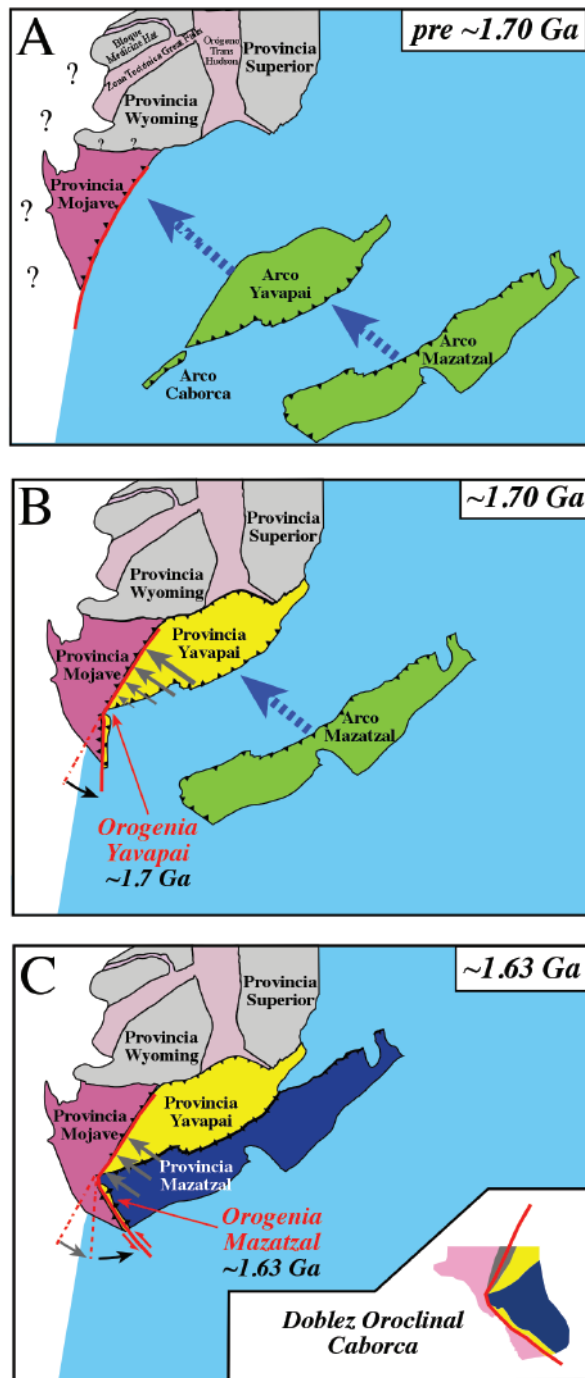 A
pre ~1.70 Ga
Bloque
Medicine Hat
Zona Tectónica Great Falls
Orógeno
Trans
Hudson
Provincia
Superior
Provincia
Wyoming
?
?
? ?
Provincia
Mojave
?
?
Arco
Yavapai
Arco
Mazatzal
Arco
Caborca
B
~1.70 Ga
Provincia
Superior
Provincia
Wyoming
Provincia
Yavapai
Provincia
Mojave
Arco
Mazatzal
Orogenia
Yavapai
~1.7 Ga
C
~1.63 Ga
Provincia
Superior
Provincia
Wyoming
Provincia
Yavapai
Provincia
Mojave
Provincia
Mazatzal
Orogenia
Mazatzal
~1.63 Ga
Doblez Oroclinal
Caborca